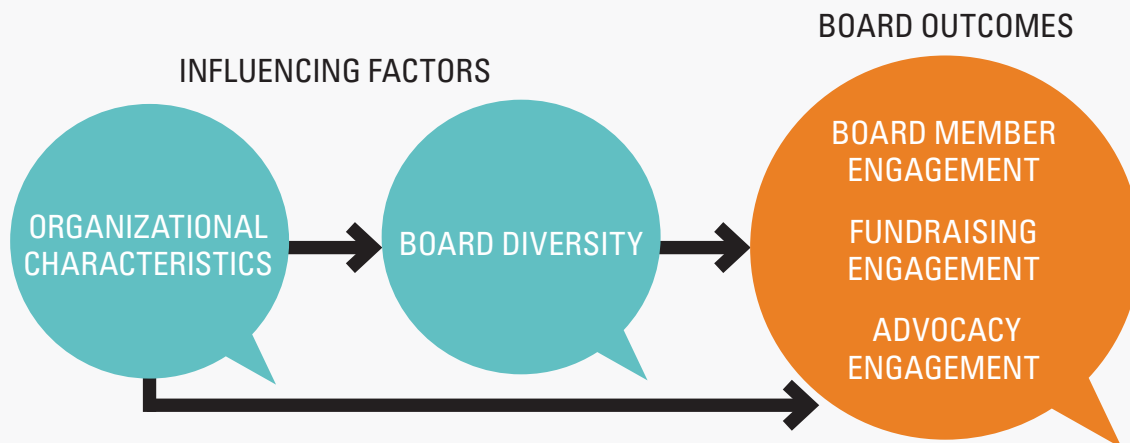 INFLUENCING FACTORS
ORGANIZATIONAL
CHARACTERISTICS
BOARD DIVERSITY
BOARD OUTCOMES
BOARD MEMBER
ENGAGEMENT
FUNDRAISING
ENGAGEMENT
ADVOCACY
ENGAGEMENT